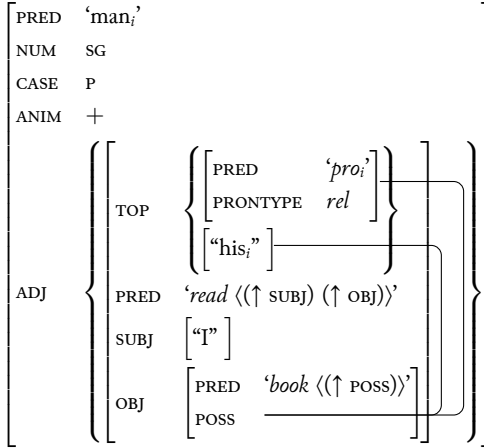 PRED ‘manᵢ’
NUM SG
CASE P
ANIM +
PRED ‘proᵢ’
TOP PRONTYPE rel
“hisᵢ”
ADJ PRED ‘read ⟨(↑ SUBJ) (↑ OBJ)⟩’
SUBJ “I”
PRED ‘book ⟨(↑ POSS)⟩’
OBJ POSS